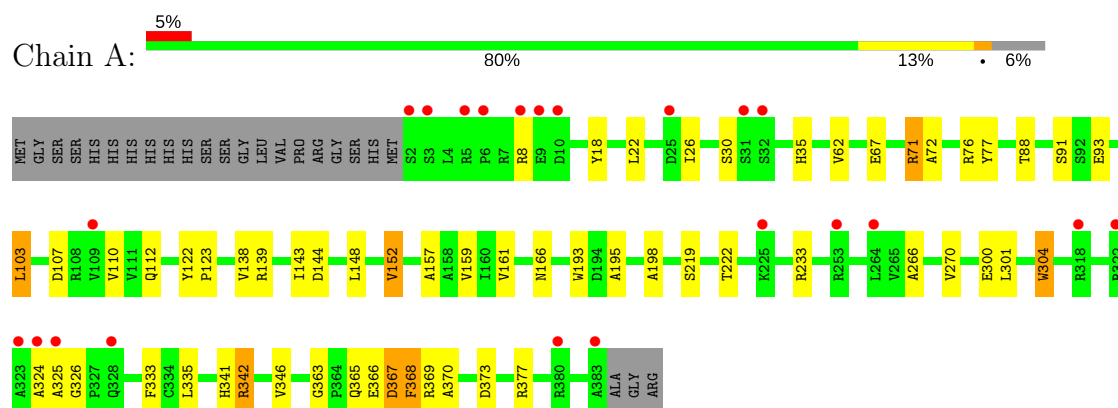 5%
Chain A:
80% 13% • 6%
MET GLY SER SER HIS HIS HIS HIS HIS HIS SER SER GLY LEU VAL PRO ARG GLY SER HIS MET S2 S3 L4 R5 P6 R7 R8 E9 D10 Y18 L22 D25 I26 S30 S31 S32 H35 V62 E67 R71 A72 R76 Y77 T88 S91 S92 E93
L103 D107 R108 V109 V110 V111 Q112 Y122 P123 V138 R139 I143 D144 L148 V152 A157 A158 V159 I160 V161 N166 W193 D194 A195 A198 S219 T222 K225 R233 R253 L264 V265 A266 V270 E300 L301 W304 R318
A323 A324 A325 G326 P327 Q328 F333 C334 L335 H341 R342 V346 G363 P364 Q365 E366 D367 F368 R369 A370 D373 R377 R380 A383 ALA GLY ARG